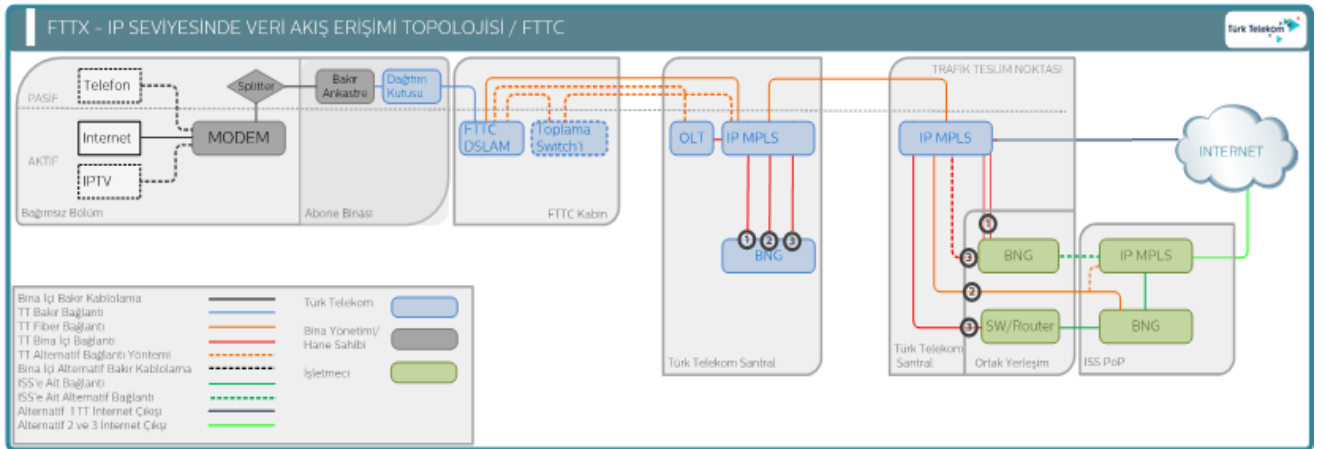 FTTX - IP SEVİYESİNDE VERİ AKIŞ ERİŞİMİ TOPOLOJİSİ / FTTC
Türk Telekom
PASİF
AKTİF
Telefon
Internet
IPTV
Splitter
MODEM
Bağımsız Bölüm
Bakır
Ankastre
Dağıtım
Kutusu
Abone Binası
FTTC
DSLAM
Toplama
Switch'i
FTTC Kabin
OLT
IP MPLS
1
2
3
BNG
Türk Telekom Santral
TRAFİK TESLİM NOKTASI
IP MPLS
INTERNET
1
3
BNG
IP MPLS
2
3
SW/Router
BNG
Türk Telekom
Santral
Ortak Yerleşim
ISS PoP
Bina İçi Bakır Kablolama
TT Bakır Bağlantı
TT Fiber Bağlantı
TT Bina İçi Bağlantı
TT Alternatif Bağlantı Yöntemi
Bina İçi Alternatif Bakır Kablolama
ISS'e Ait Bağlantı
ISS'e Ait Alternatif Bağlantı
Alternatif 1 TT İnternet Çıkışı
Alternatif 2 ve 3 İnternet Çıkışı
Türk Telekom
Bina Yönetimi/
Hane Sahibi
İşletmeci